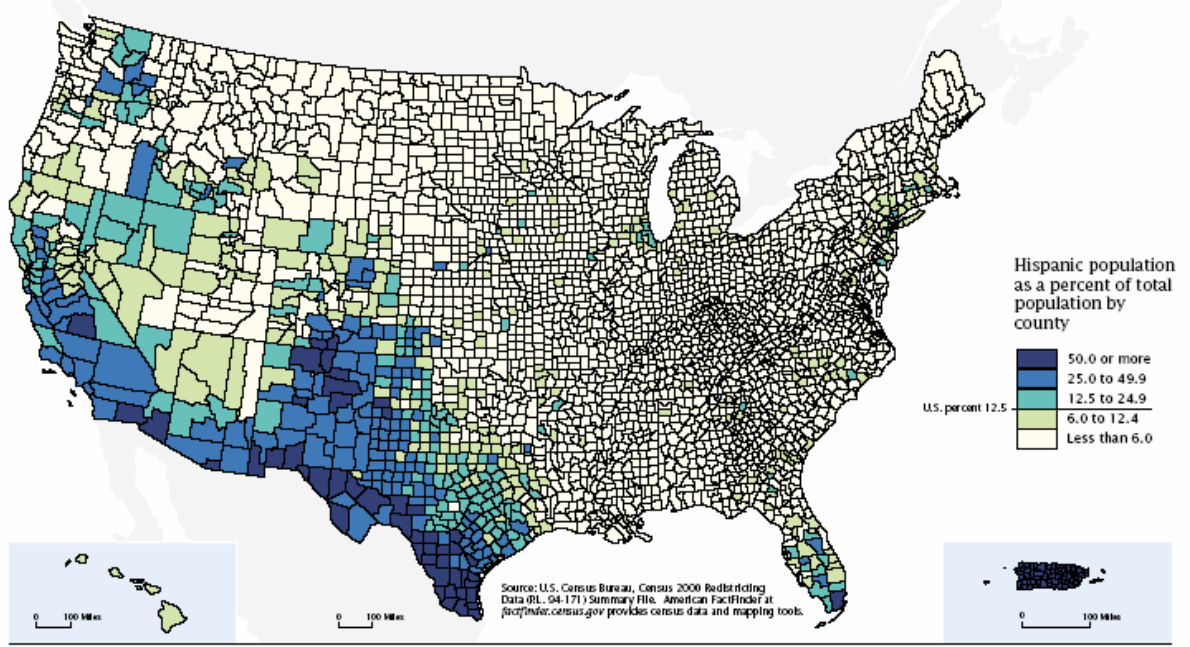 Hispanic population
as a percent of total
population by
county
50.0 or more
25.0 to 49.9
12.5 to 24.9
U.S. percent 12.5
6.0 to 12.4
Less than 6.0
Source: U.S. Census Bureau, Census 2000 Redistricting
Data (P.L. 94-171) Summary File. American FactFinder at
factfinder.census.gov provides census data and mapping tools.
0 100 Miles
0 100 Miles
0 100 Miles